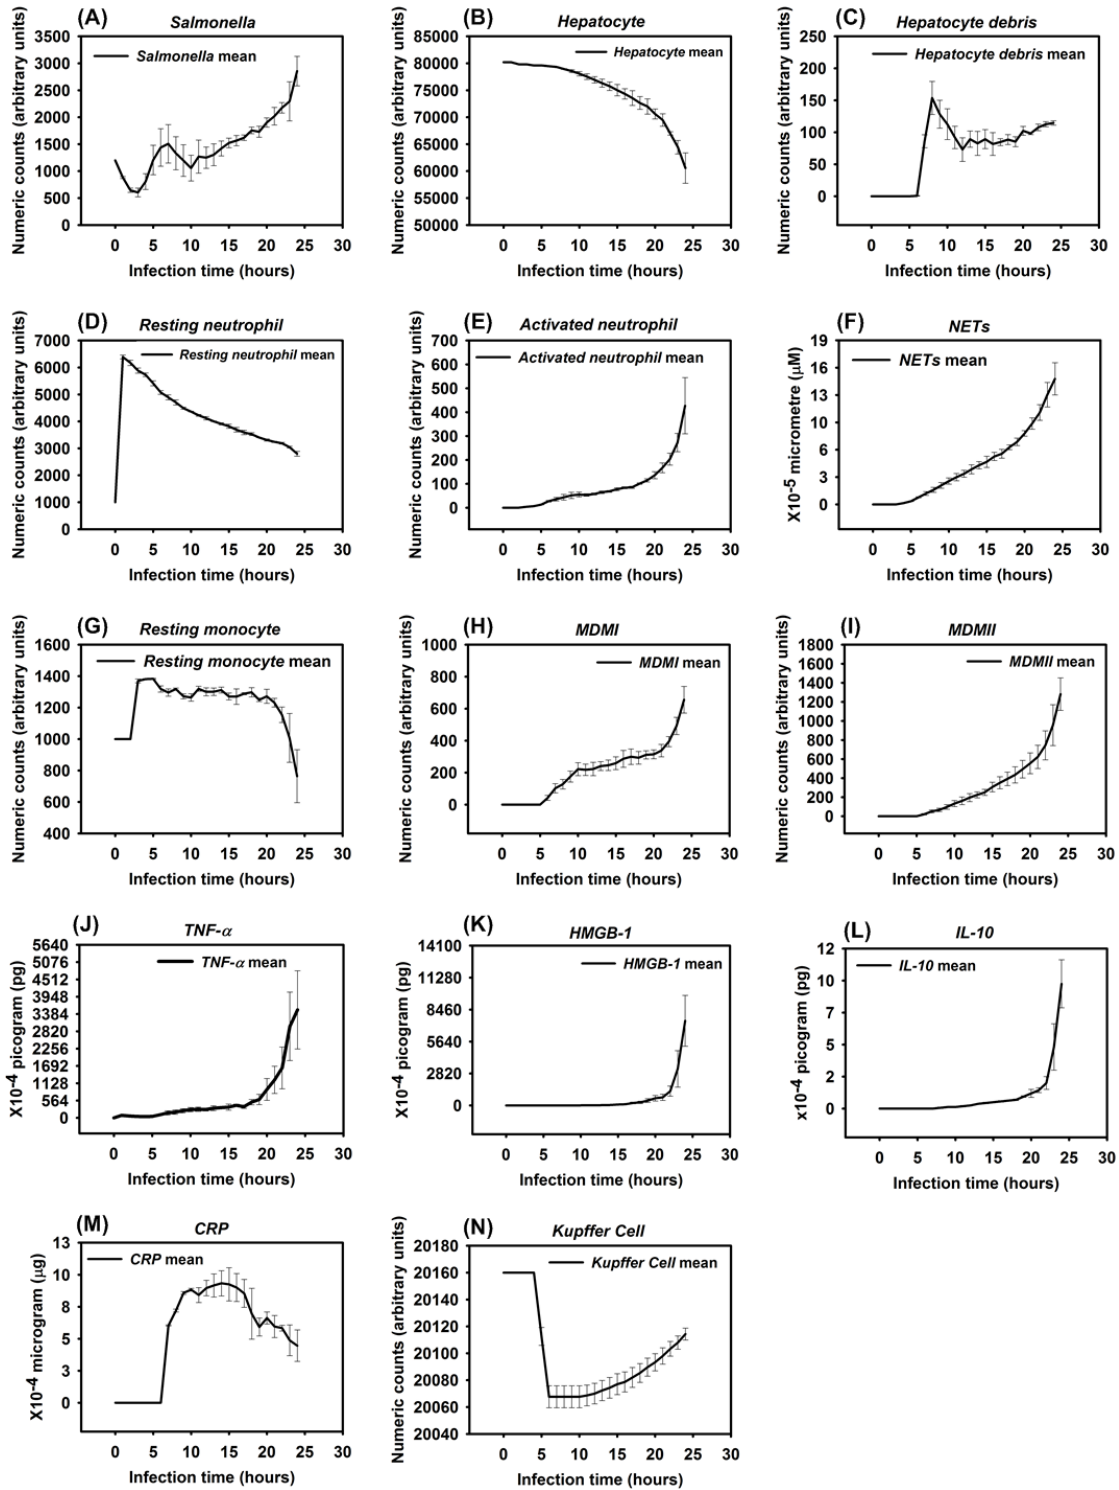 (A) Salmonella
Numeric counts (arbitrary units)
3500
3000
2500
2000
1500
1000
500
0
Salmonella mean
0 5 10 15 20 25 30
Infection time (hours)
(B) Hepatocyte
Numeric counts (arbitrary units)
85000
80000
75000
70000
65000
60000
55000
50000
Hepatocyte mean
0 5 10 15 20 25 30
Infection time (hours)
(C) Hepatocyte debris
Numeric counts (arbitrary units)
250
200
150
100
50
0
Hepatocyte debris mean
0 5 10 15 20 25 30
Infection time (hours)
(D) Resting neutrophil
Numeric counts (arbitrary units)
7000
6000
5000
4000
3000
2000
1000
0
Resting neutrophil mean
0 5 10 15 20 25 30
Infection time (hours)
(E) Activated neutrophil
Numeric counts (arbitrary units)
700
600
500
400
300
200
100
0
Activated neutrophil mean
0 5 10 15 20 25 30
Infection time (hours)
(F) NETs
X10-5 micrometre (µM)
19
16
13
10
6
3
0
NETs mean
0 5 10 15 20 25 30
Infection time (hours)
(G) Resting monocyte
Numeric counts (arbitrary units)
1600
1400
1200
1000
800
600
400
Resting monocyte mean
0 5 10 15 20 25 30
Infection time (hours)
(H) MDMI
Numeric counts (arbitrary units)
1000
800
600
400
200
0
MDMI mean
0 5 10 15 20 25 30
Infection time (hours)
(I) MDMII
Numeric counts (arbitrary units)
1800
1600
1400
1200
1000
800
600
400
200
0
MDMII mean
0 5 10 15 20 25 30
Infection time (hours)
(J) TNF-α
X10-4 picogram (pg)
5640
5076
4512
3948
3384
2820
2256
1692
1128
564
0
TNF-α mean
0 5 10 15 20 25 30
Infection time (hours)
(K) HMGB-1
X10-4 picogram (pg)
14100
11280
8460
5640
2820
0
HMGB-1 mean
0 5 10 15 20 25 30
Infection time (hours)
(L) IL-10
x10-4 picogram (pg)
12
10
7
5
2
0
IL-10 mean
0 5 10 15 20 25 30
Infection time (hours)
(M) CRP
X10-4 microgram (µg)
13
10
8
5
3
0
CRP mean
0 5 10 15 20 25 30
Infection time (hours)
(N) Kupffer Cell
Numeric counts (arbitrary units)
20180
20160
20140
20120
20100
20080
20060
20040
Kupffer Cell mean
0 5 10 15 20 25 30
Infection time (hours)